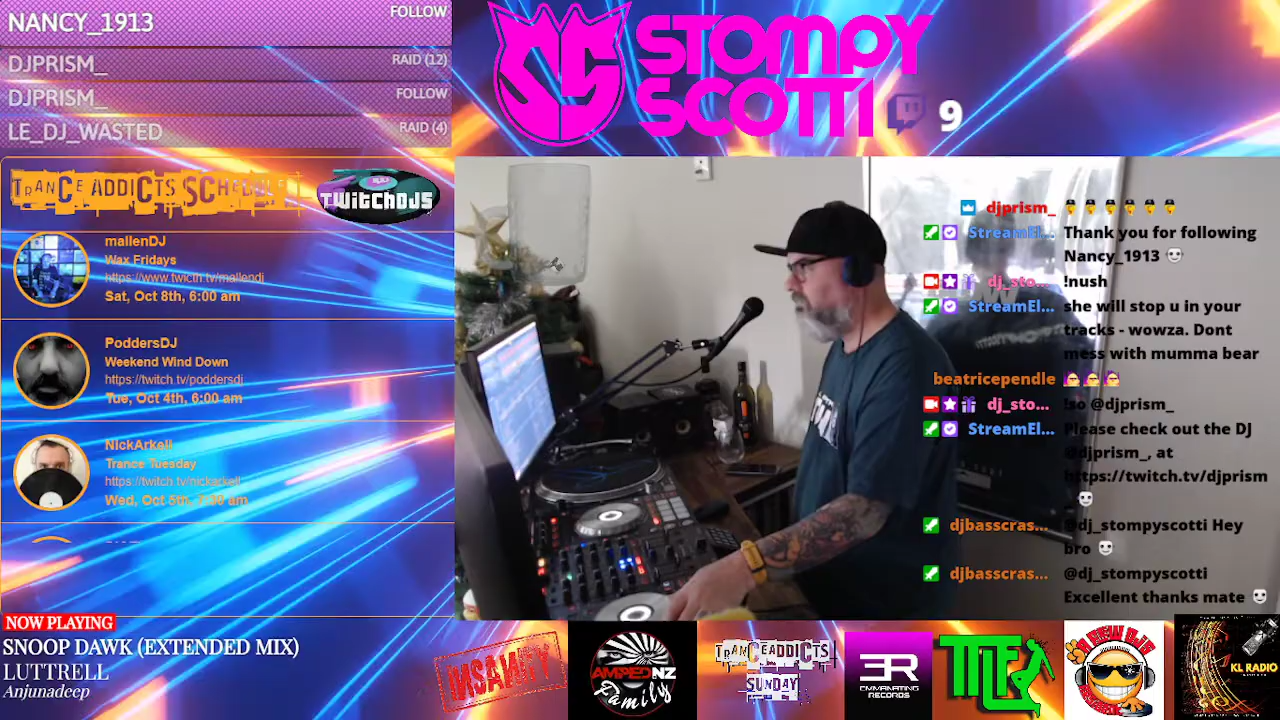 NANCY_1913
FOLLOW
DJPRISM_
RAID (12)
DJPRISM_
FOLLOW
LE_DJ_WASTED
RAID (4)
STOMPY
SCOTTI
9
TRANCE ADDICTS SCHEDULE
TWITCHDJS
mallenDJ
Wax Fridays
https://www.twicth.tv/mallendj
Sat, Oct 8th, 6:00 am
PoddersDJ
Weekend Wind Down
https://twitch.tv/poddersdj
Tue, Oct 4th, 6:00 am
NickArkell
Trance Tuesday
https://twitch.tv/nickarkell
Wed, Oct 5th, 7:30 am
djprism_
StreamEl... Thank you for following
Nancy_1913
dj_sto... !nush
StreamEl... she will stop u in your
tracks - wowza. Dont
mess with mumma bear
beatricependle
dj_sto... !so @djprism_
StreamEl... Please check out the DJ
@djprism_, at
https://twitch.tv/djprism
_
djbasscras... @dj_stompyscotti Hey
bro
djbasscras... @dj_stompyscotti
Excellent thanks mate
NOW PLAYING
SNOOP DAWK (EXTENDED MIX)
LUTTRELL
Anjunadeep
INSANITY
AMPED NZ
Family
TRANCEADDICTS
SUNDAY
ER
EMANATING
RECORDS
TLF
KL RADIO